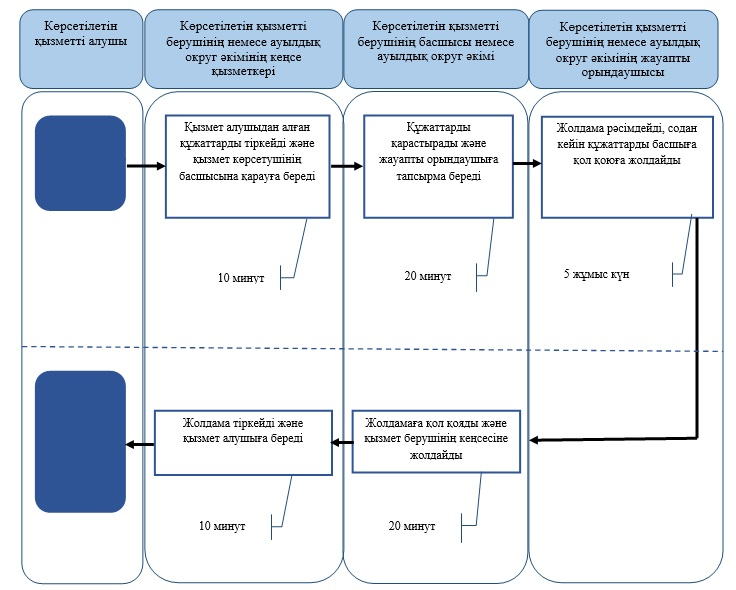 Көрсетілетін
қызметті алушы
Көрсетілетін қызметті
берушінің немесе ауылдық
округ әкімінің кеңсе
қызметкері
Көрсетілетін қызметті
берушінің басшысы немесе
ауылдық округ әкімі
Көрсетілетін қызметті
берушінің немесе ауылдық
округ әкімінің жауапты
орындаушысы
Қызмет алушыдан алған
құжаттарды тіркейді және
қызмет көрсетушінің
басшысына қарауға береді
Құжаттарды
қарастырады және
жауапты орындаушыға
тапсырма береді
Жолдама рәсімдейді, содан
кейін құжаттарды басшыға
қол қоюға жолдайды
10 минут
20 минут
5 жұмыс күн
Жолдама тіркейді және
қызмет алушыға береді
Жолдамаға қол қояды және
қызмет берушінің кеңсесіне
жолдайды
10 минут
20 минут